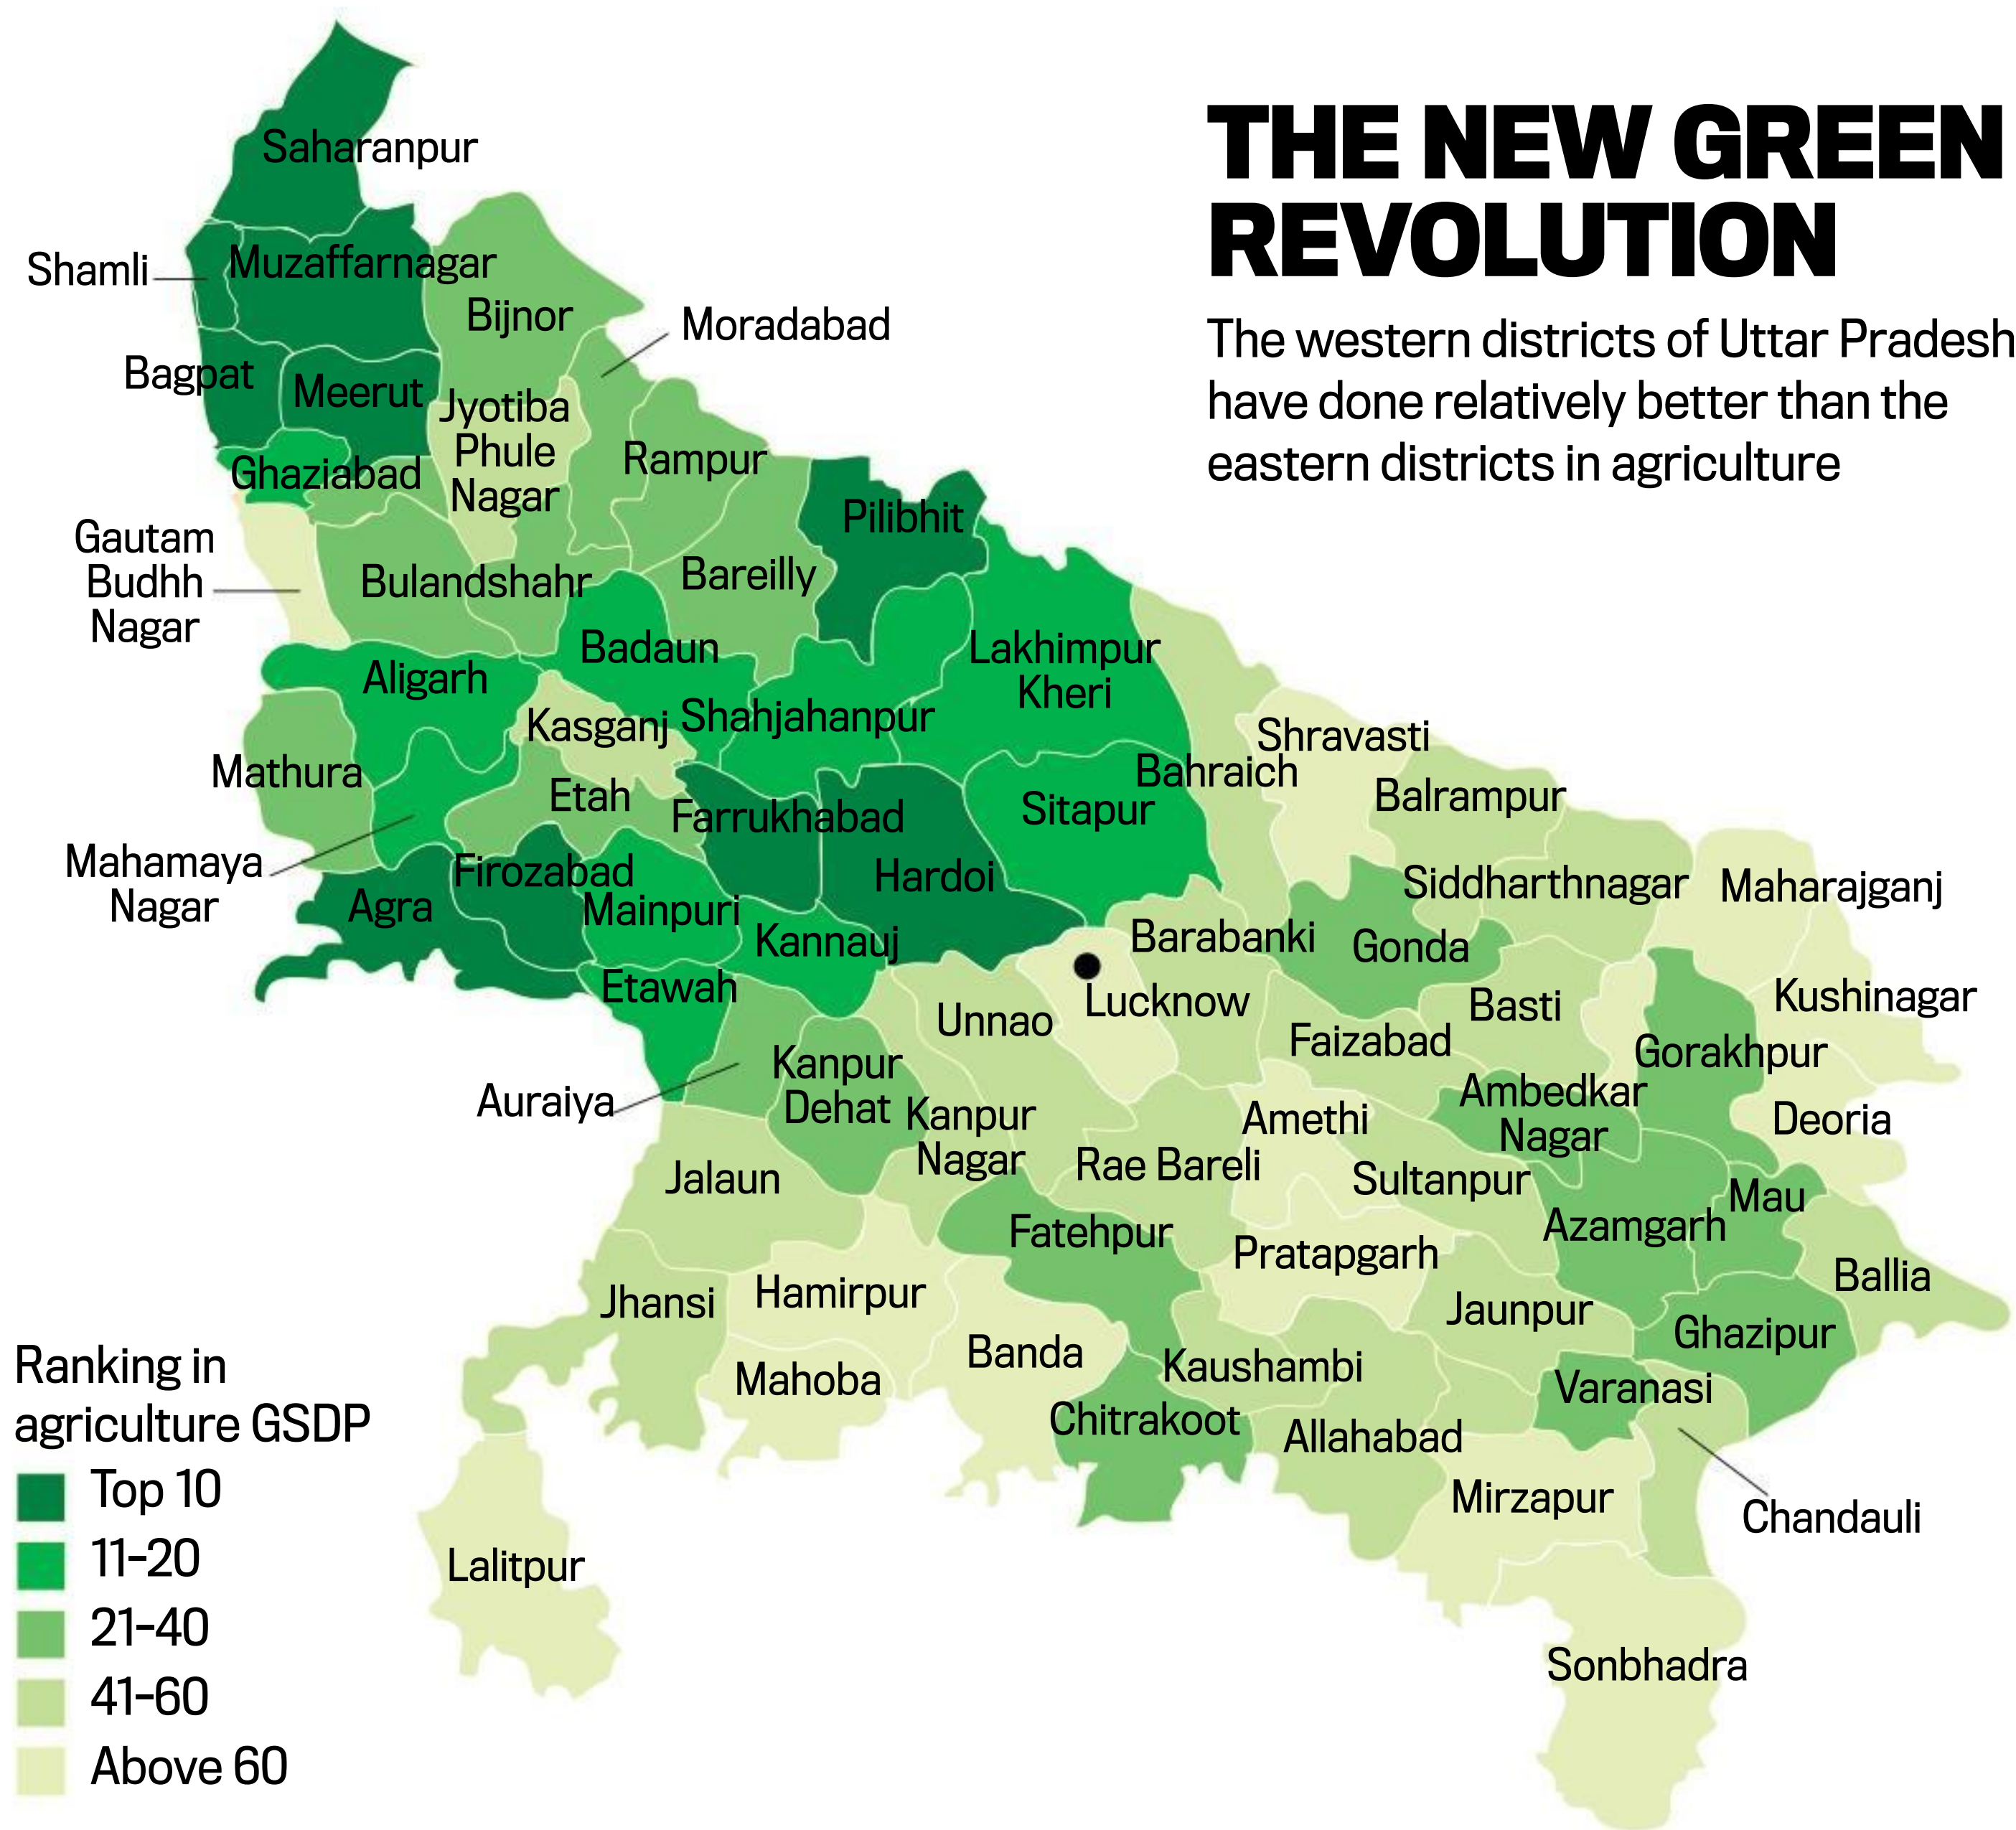 THE NEW GREEN
REVOLUTION
The western districts of Uttar Pradesh
have done relatively better than the
eastern districts in agriculture
Saharanpur
Shamli
Muzaffarnagar
Bijnor
Moradabad
Bagpat
Meerut
Jyotiba
Phule
Nagar
Rampur
Ghaziabad
Pilibhit
Gautam
Budhh
Nagar
Bulandshahr
Bareilly
Badaun
Lakhimpur
Kheri
Aligarh
Kasganj
Shahjahanpur
Shravasti
Mathura
Bahraich
Etah
Balrampur
Farrukhabad
Sitapur
Mahamaya
Nagar
Firozabad
Hardoi
Siddharthnagar
Maharajganj
Agra
Mainpuri
Kannauj
Barabanki
Gonda
Etawah
Lucknow
Unnao
Basti
Kushinagar
Faizabad
Gorakhpur
Auraiya
Kanpur
Dehat
Kanpur
Nagar
Amethi
Ambedkar
Nagar
Deoria
Jalaun
Rae Bareli
Sultanpur
Mau
Fatehpur
Azamgarh
Pratapgarh
Ballia
Jhansi
Hamirpur
Jaunpur
Ghazipur
Banda
Mahoba
Kaushambi
Varanasi
Chitrakoot
Allahabad
Mirzapur
Chandauli
Lalitpur
Sonbhadra
Ranking in
agriculture GSDP
Top 10
11-20
21-40
41-60
Above 60